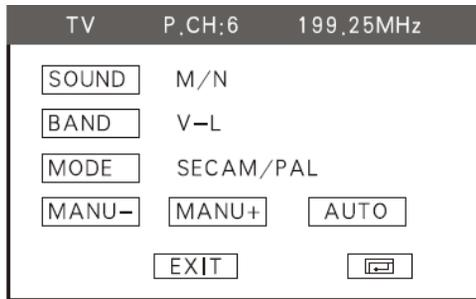 TV P.CH:6 199.25MHz
SOUND M/N
BAND V-L
MODE SECAM/PAL
MANU- MANU+ AUTO
EXIT